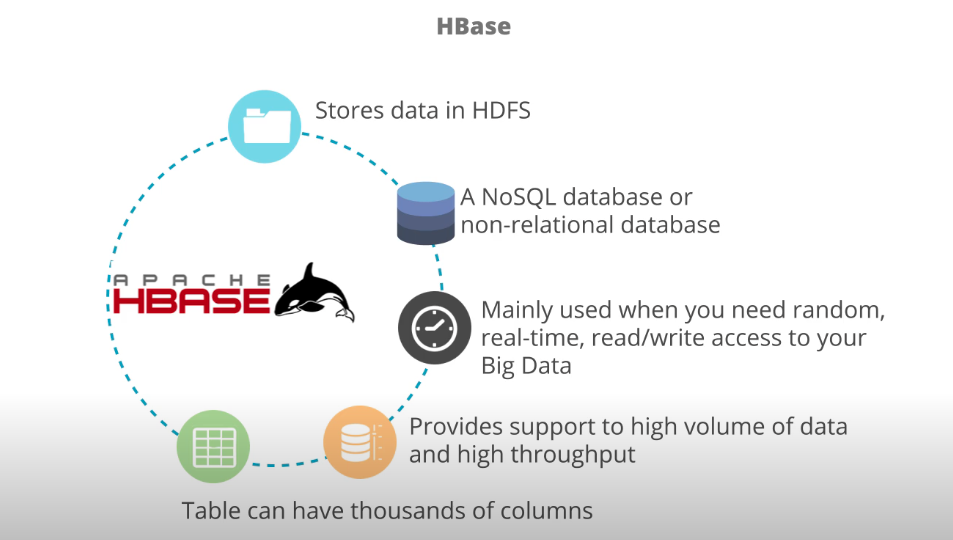 HBase
Stores data in HDFS
A NoSQL database or
non-relational database
APACHE
HBASE
Mainly used when you need random,
real-time, read/write access to your
Big Data
Provides support to high volume of data
and high throughput
Table can have thousands of columns